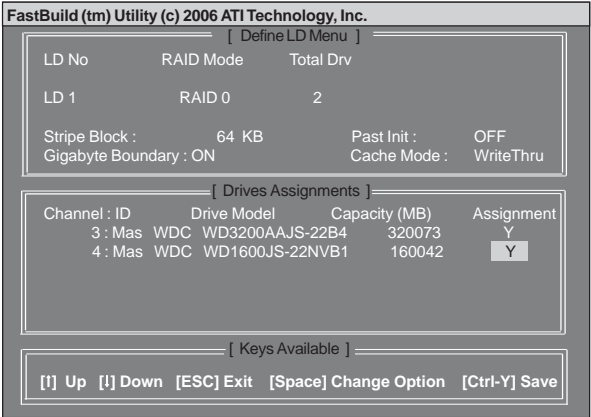 FastBuild (tm) Utility (c) 2006 ATI Technology, Inc.
[ Define LD Menu ]
LD No RAID Mode Total Drv
LD 1 RAID 0 2
Stripe Block : 64 KB Past Init : OFF
Gigabyte Boundary : ON Cache Mode : WriteThru
[ Drives Assignments ]
Channel : ID Drive Model Capacity (MB) Assignment
3 : Mas WDC WD3200AAJS-22B4 320073 Y
4 : Mas WDC WD1600JS-22NVB1 160042 Y
[ Keys Available ]
[↑] Up [↓] Down [ESC] Exit [Space] Change Option [Ctrl-Y] Save